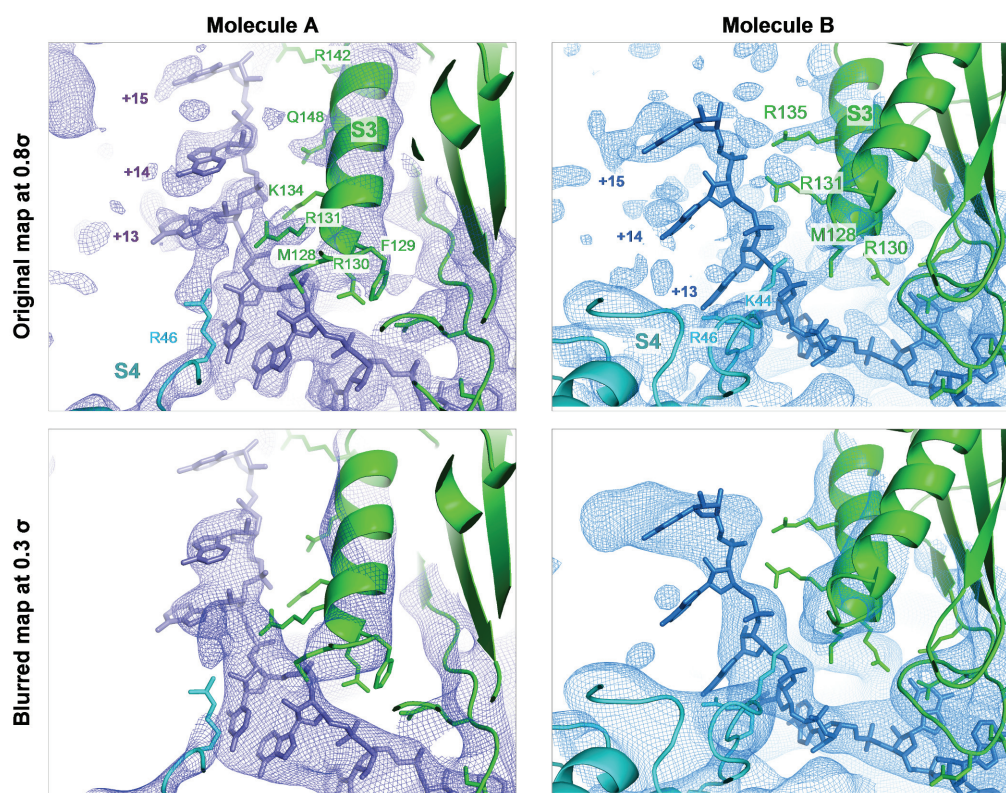 Molecule A
Molecule B
Original map at 0.8σ
R142
+15
Q148
S3
+14
K134
R131
+13
M128
F129
R130
R46
S4
R135
S3
+15
R131
+14
M128
R130
+13
K44
S4
R46
Blurred map at 0.3 σ